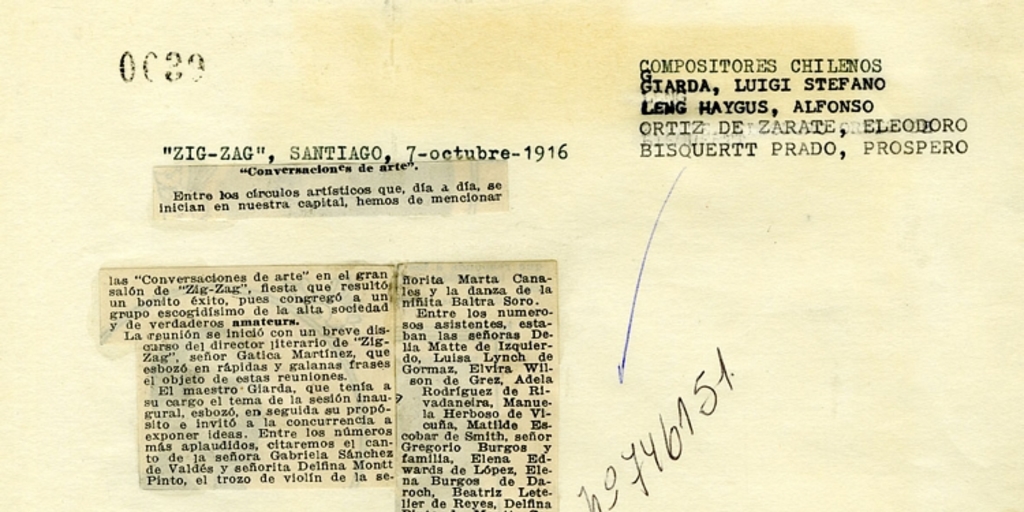 0639
COMPOSITORES CHILENOS
GIARDA, LUIGI STEFANO
LENG HAYGUS, ALFONSO
ORTIZ DE ZARATE, ELEODORO
BISQUERTT PRADO, PROSPERO
"ZIG-ZAG", SANTIAGO, 7-octubre-1916
"Conversaciones de arte".
Entre los círculos artísticos que, día a día, se
inician en nuestra capital, hemos de mencionar
las "Conversaciones de arte" en el gran
salón de "Zig-Zag", fiesta que resultó
un bonito éxito, pues congregó a un
grupo escogidísimo de la alta sociedad
y de verdaderos amateurs.
La reunión se inició con un breve dis-
curso del director literario de "Zig-
Zag", señor Gatica Martínez, que
esbozó en rápidas y galanas frases
el objeto de estas reuniones.
El maestro Giarda, que tenía a
su cargo el tema de la sesión inau-
gural, esbozó, en seguida su propó-
sito e invitó a la concurrencia a
exponer ideas. Entre los números
más aplaudidos, citaremos el can-
to de la señora Gabriela Sánchez
de Valdés y señorita Delfina Montt
Pinto, el trozo de violín de la se-
ñorita Marta Cana-
les y la danza de la
niñita Baltra Soro.
Entre los numero-
sos asistentes, esta-
ban las señoras De-
lia Matte de Izquier-
do, Luisa Lynch de
Gormaz, Elvira Wil-
son de Grez, Adela
Rodríguez de Ri-
vadaneira, Manue-
la Herboso de Vi-
cuña, Matilde Es-
cobar de Smith, señor
Gregorio Burgos y
familia, Elena Ed-
wards de López, Ele-
na Burgos de Da-
roch, Beatriz Lete-
lier de Reyes, Delfina
nº 746151